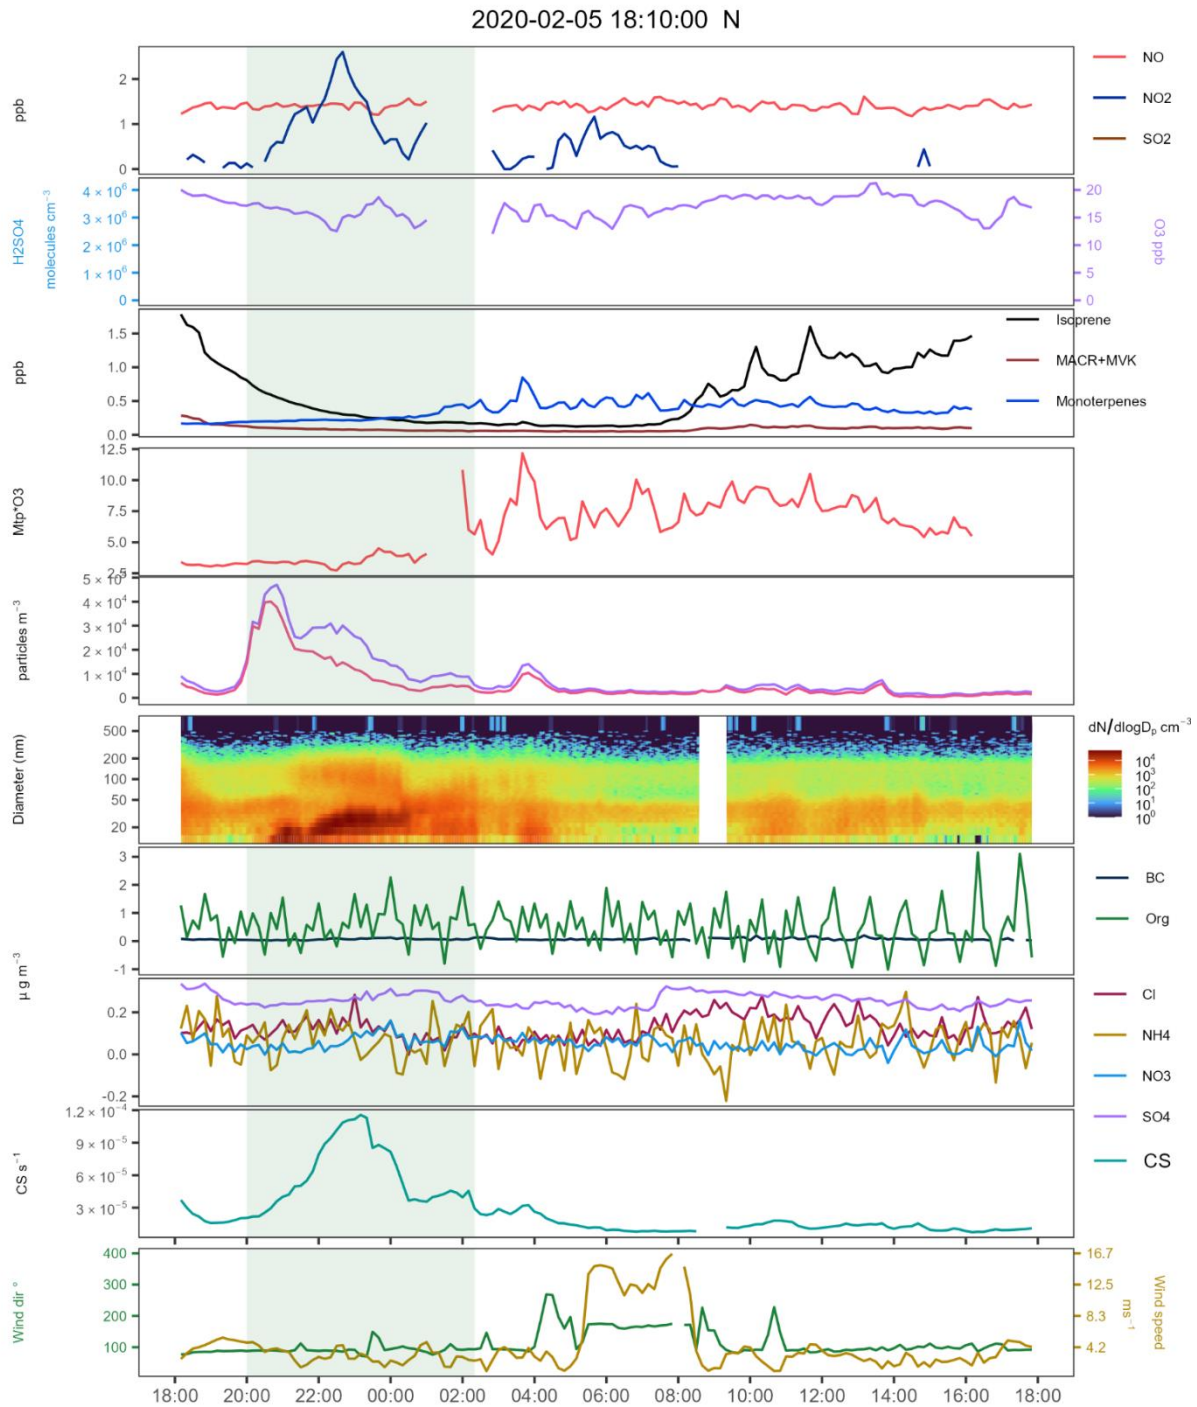 2020-02-05 18:10:00 N
ppb
2
1
0
NO
NO2
SO2
H2SO4
molecules cm⁻³
4 × 10⁶
3 × 10⁶
2 × 10⁶
1 × 10⁶
0
20
15
10
5
0
O3 ppb
ppb
1.5
1.0
0.5
0.0
Isoprene
MACR+MVK
Monoterpenes
Mtp*O3
12.5
10.0
7.5
5.0
2.5
particles m⁻³
5 × 10⁴
4 × 10⁴
3 × 10⁴
2 × 10⁴
1 × 10⁴
0
Diameter (nm)
500
200
100
50
20
dN/dlogDₚ cm⁻³
10⁴
10³
10²
10¹
10⁰
μ g m⁻³
3
2
1
0
-1
BC
Org
0.2
0.0
-0.2
Cl
NH4
NO3
SO4
CS
CS s⁻¹
1.2 × 10⁻⁴
9 × 10⁻⁵
6 × 10⁻⁵
3 × 10⁻⁵
Wind dir °
400
300
200
100
16.7
12.5
8.3
4.2
Wind speed
ms⁻¹
18:00 20:00 22:00 00:00 02:00 04:00 06:00 08:00 10:00 12:00 14:00 16:00 18:00